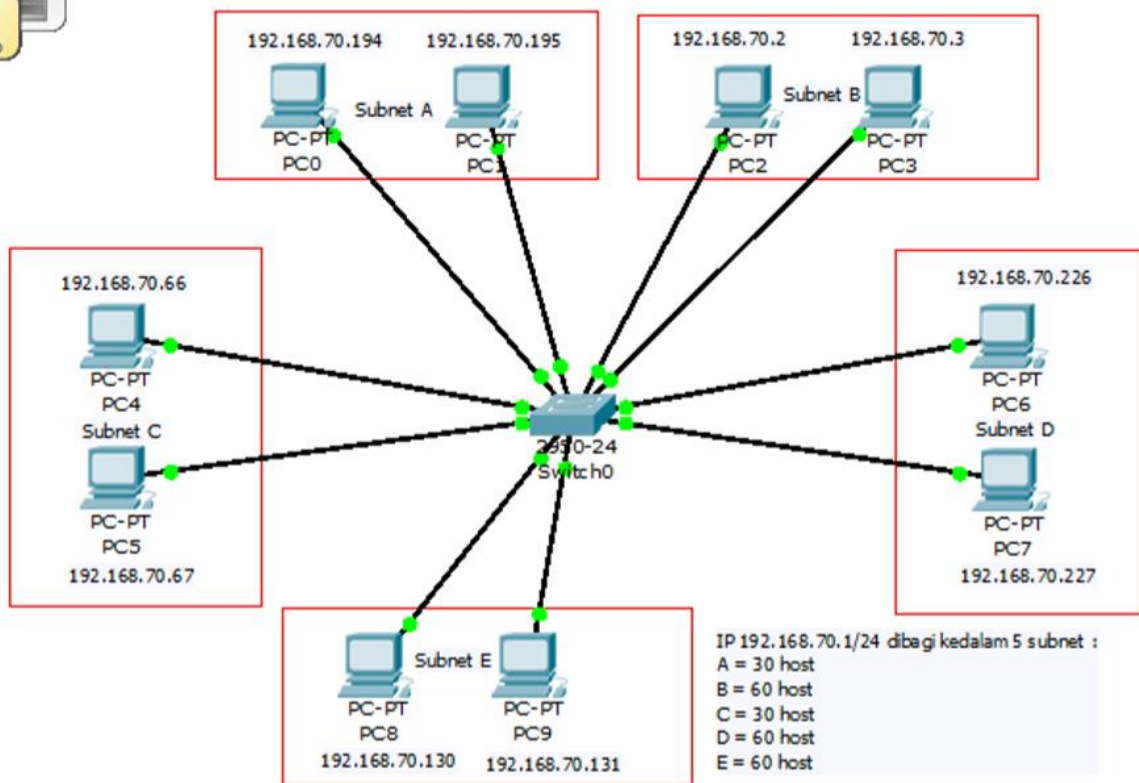 192.168.70.194 192.168.70.195
Subnet A
PC-PT
PC0
PC-PT
PC1
192.168.70.2 192.168.70.3
Subnet B
PC-PT
PC2
PC-PT
PC3
192.168.70.66
PC-PT
PC4
Subnet C
PC-PT
PC5
192.168.70.67
2950-24
Switch0
192.168.70.226
PC-PT
PC6
Subnet D
PC-PT
PC7
192.168.70.227
Subnet E
PC-PT
PC8
192.168.70.130
PC-PT
PC9
192.168.70.131
IP 192.168.70.1/24 dibagi kedalam 5 subnet :
A = 30 host
B = 60 host
C = 30 host
D = 60 host
E = 60 host